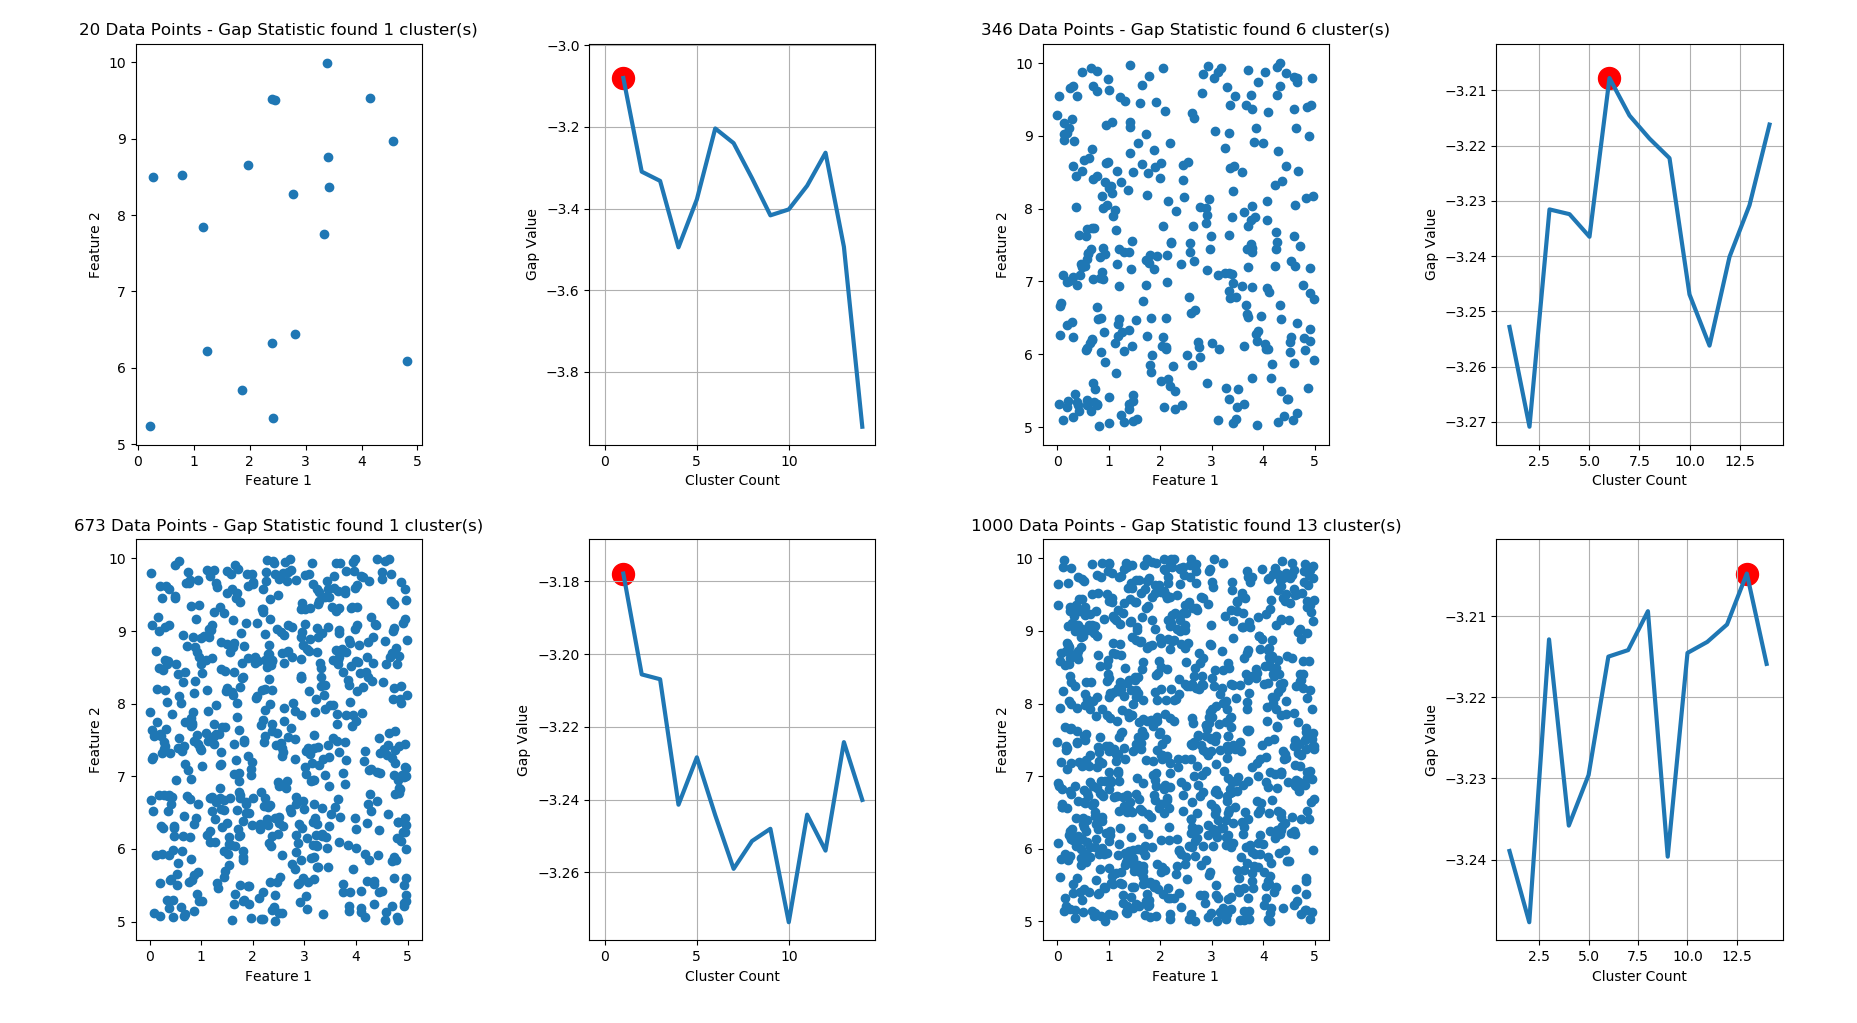 20 Data Points - Gap Statistic found 1 cluster(s)
10
9
8
7
6
5
Feature 2
0 1 2 3 4 5
Feature 1
−3.0
−3.2
−3.4
−3.6
−3.8
Gap Value
0 5 10
Cluster Count
346 Data Points - Gap Statistic found 6 cluster(s)
10
9
8
7
6
5
Feature 2
0 1 2 3 4 5
Feature 1
−3.21
−3.22
−3.23
−3.24
−3.25
−3.26
−3.27
Gap Value
2.5 5.0 7.5 10.0 12.5
Cluster Count
673 Data Points - Gap Statistic found 1 cluster(s)
10
9
8
7
6
5
Feature 2
0 1 2 3 4 5
Feature 1
−3.18
−3.20
−3.22
−3.24
−3.26
Gap Value
0 5 10
Cluster Count
1000 Data Points - Gap Statistic found 13 cluster(s)
10
9
8
7
6
5
Feature 2
0 1 2 3 4 5
Feature 1
−3.21
−3.22
−3.23
−3.24
Gap Value
2.5 5.0 7.5 10.0 12.5
Cluster Count